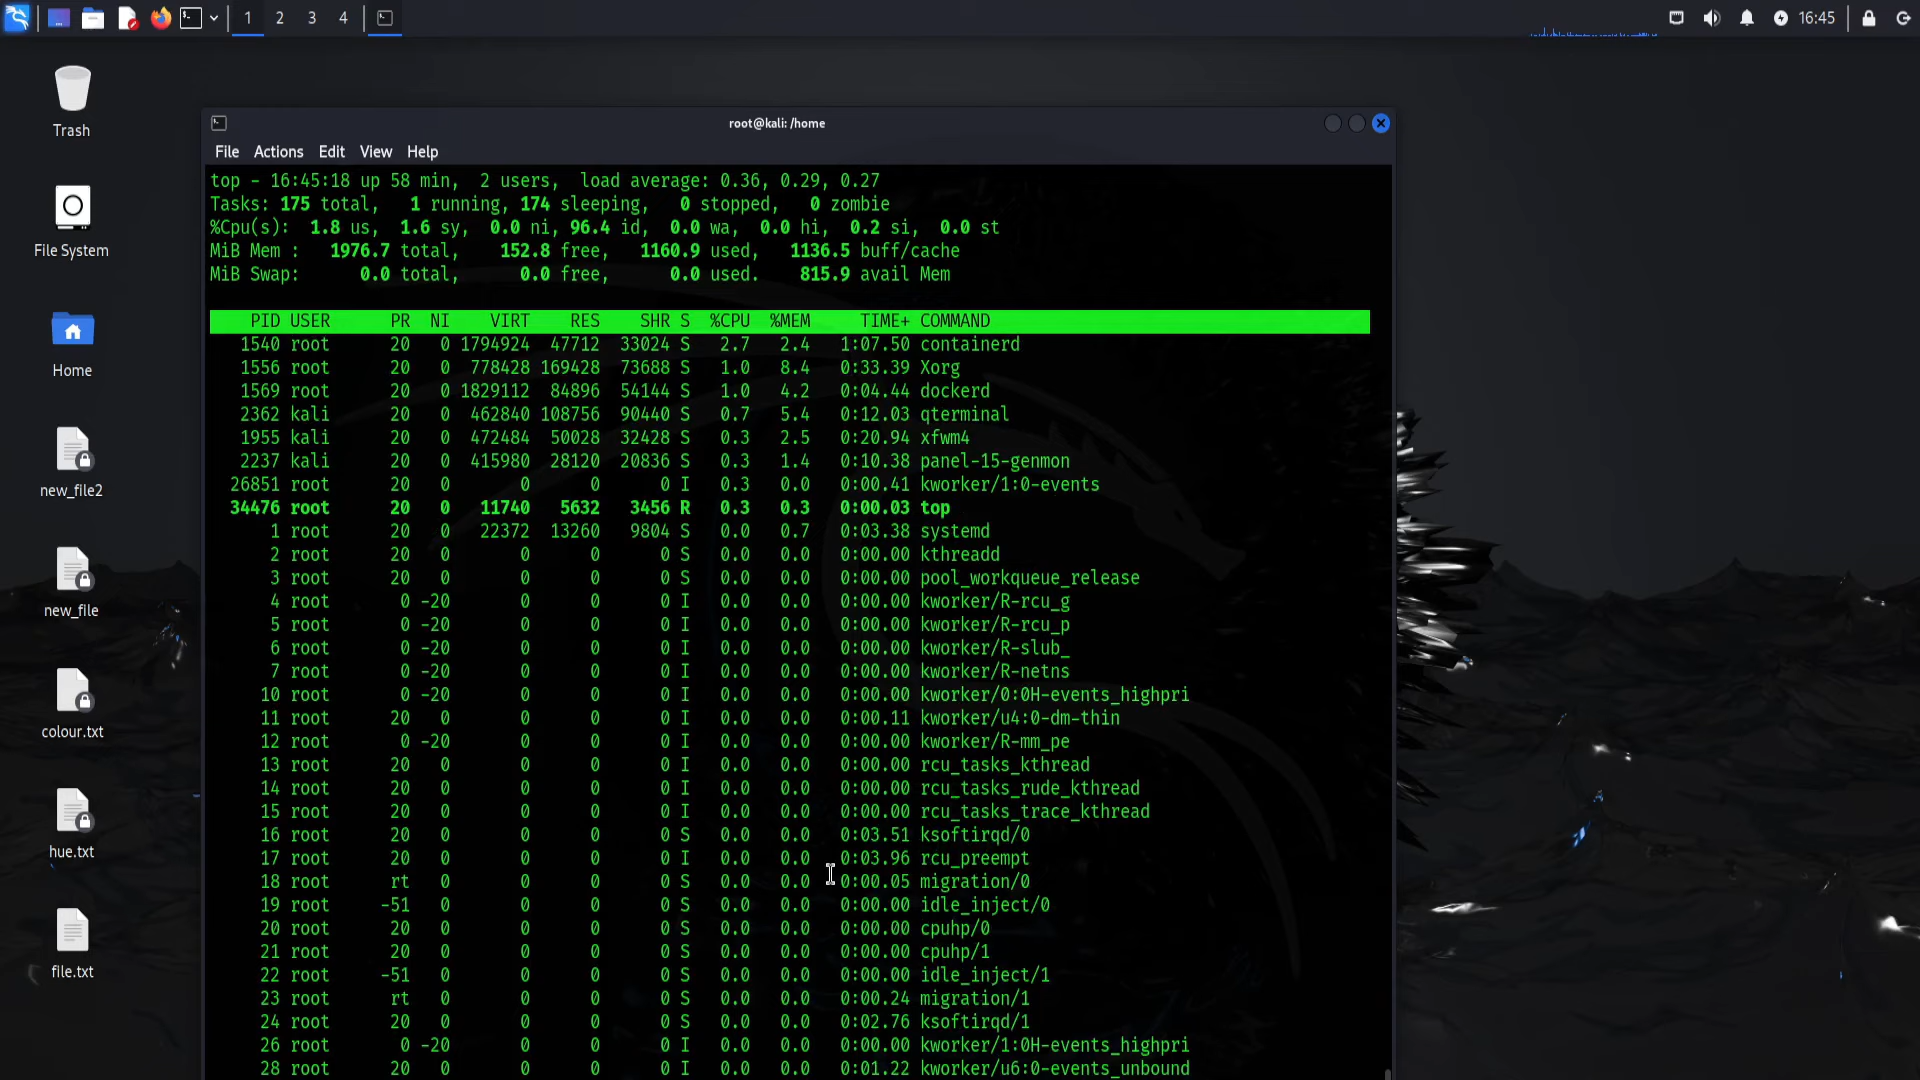 1 2 3 4 16:45
Trash
File System
Home
new_file2
new_file
colour.txt
hue.txt
file.txt
root@kali: /home
File Actions Edit View Help
top - 16:45:18 up 58 min,  2 users,  load average: 0.36, 0.29, 0.27
Tasks: 175 total,   1 running, 174 sleeping,   0 stopped,   0 zombie
%Cpu(s):  1.8 us,  1.6 sy,  0.0 ni, 96.4 id,  0.0 wa,  0.0 hi,  0.2 si,  0.0 st
MiB Mem :   1976.7 total,    152.8 free,   1160.9 used,   1136.5 buff/cache
MiB Swap:      0.0 total,      0.0 free,      0.0 used.    815.9 avail Mem
PID USER      PR  NI    VIRT    RES    SHR S  %CPU  %MEM     TIME+ COMMAND
1540 root      20   0 1794924  47712  33024 S   2.7   2.4   1:07.50 containerd
1556 root      20   0  778428 169428  73688 S   1.0   8.4   0:33.39 Xorg
1569 root      20   0 1829112  84896  54144 S   1.0   4.2   0:04.44 dockerd
2362 kali      20   0  462840 108756  90440 S   0.7   5.4   0:12.03 qterminal
1955 kali      20   0  472484  50028  32428 S   0.3   2.5   0:20.94 xfwm4
2237 kali      20   0  415980  28120  20836 S   0.3   1.4   0:10.38 panel-15-genmon
26851 root      20   0       0      0      0 I   0.3   0.0   0:00.41 kworker/1:0-events
34476 root      20   0   11740   5632   3456 R   0.3   0.3   0:00.03 top
1 root      20   0   22372  13260   9804 S   0.0   0.7   0:03.38 systemd
2 root      20   0       0      0      0 S   0.0   0.0   0:00.00 kthreadd
3 root      20   0       0      0      0 S   0.0   0.0   0:00.00 pool_workqueue_release
4 root       0 -20       0      0      0 I   0.0   0.0   0:00.00 kworker/R-rcu_g
5 root       0 -20       0      0      0 I   0.0   0.0   0:00.00 kworker/R-rcu_p
6 root       0 -20       0      0      0 I   0.0   0.0   0:00.00 kworker/R-slub_
7 root       0 -20       0      0      0 I   0.0   0.0   0:00.00 kworker/R-netns
10 root       0 -20       0      0      0 I   0.0   0.0   0:00.00 kworker/0:0H-events_highpri
11 root      20   0       0      0      0 I   0.0   0.0   0:00.11 kworker/u4:0-dm-thin
12 root       0 -20       0      0      0 I   0.0   0.0   0:00.00 kworker/R-mm_pe
13 root      20   0       0      0      0 I   0.0   0.0   0:00.00 rcu_tasks_kthread
14 root      20   0       0      0      0 I   0.0   0.0   0:00.00 rcu_tasks_rude_kthread
15 root      20   0       0      0      0 I   0.0   0.0   0:00.00 rcu_tasks_trace_kthread
16 root      20   0       0      0      0 S   0.0   0.0   0:03.51 ksoftirqd/0
17 root      20   0       0      0      0 I   0.0   0.0   0:03.96 rcu_preempt
18 root      rt   0       0      0      0 S   0.0   0.0   0:00.05 migration/0
19 root     -51   0       0      0      0 S   0.0   0.0   0:00.00 idle_inject/0
20 root      20   0       0      0      0 S   0.0   0.0   0:00.00 cpuhp/0
21 root      20   0       0      0      0 S   0.0   0.0   0:00.00 cpuhp/1
22 root     -51   0       0      0      0 S   0.0   0.0   0:00.00 idle_inject/1
23 root      rt   0       0      0      0 S   0.0   0.0   0:00.24 migration/1
24 root      20   0       0      0      0 S   0.0   0.0   0:02.76 ksoftirqd/1
26 root       0 -20       0      0      0 I   0.0   0.0   0:00.00 kworker/1:0H-events_highpri
28 root      20   0       0      0      0 I   0.0   0.0   0:01.22 kworker/u6:0-events_unbound